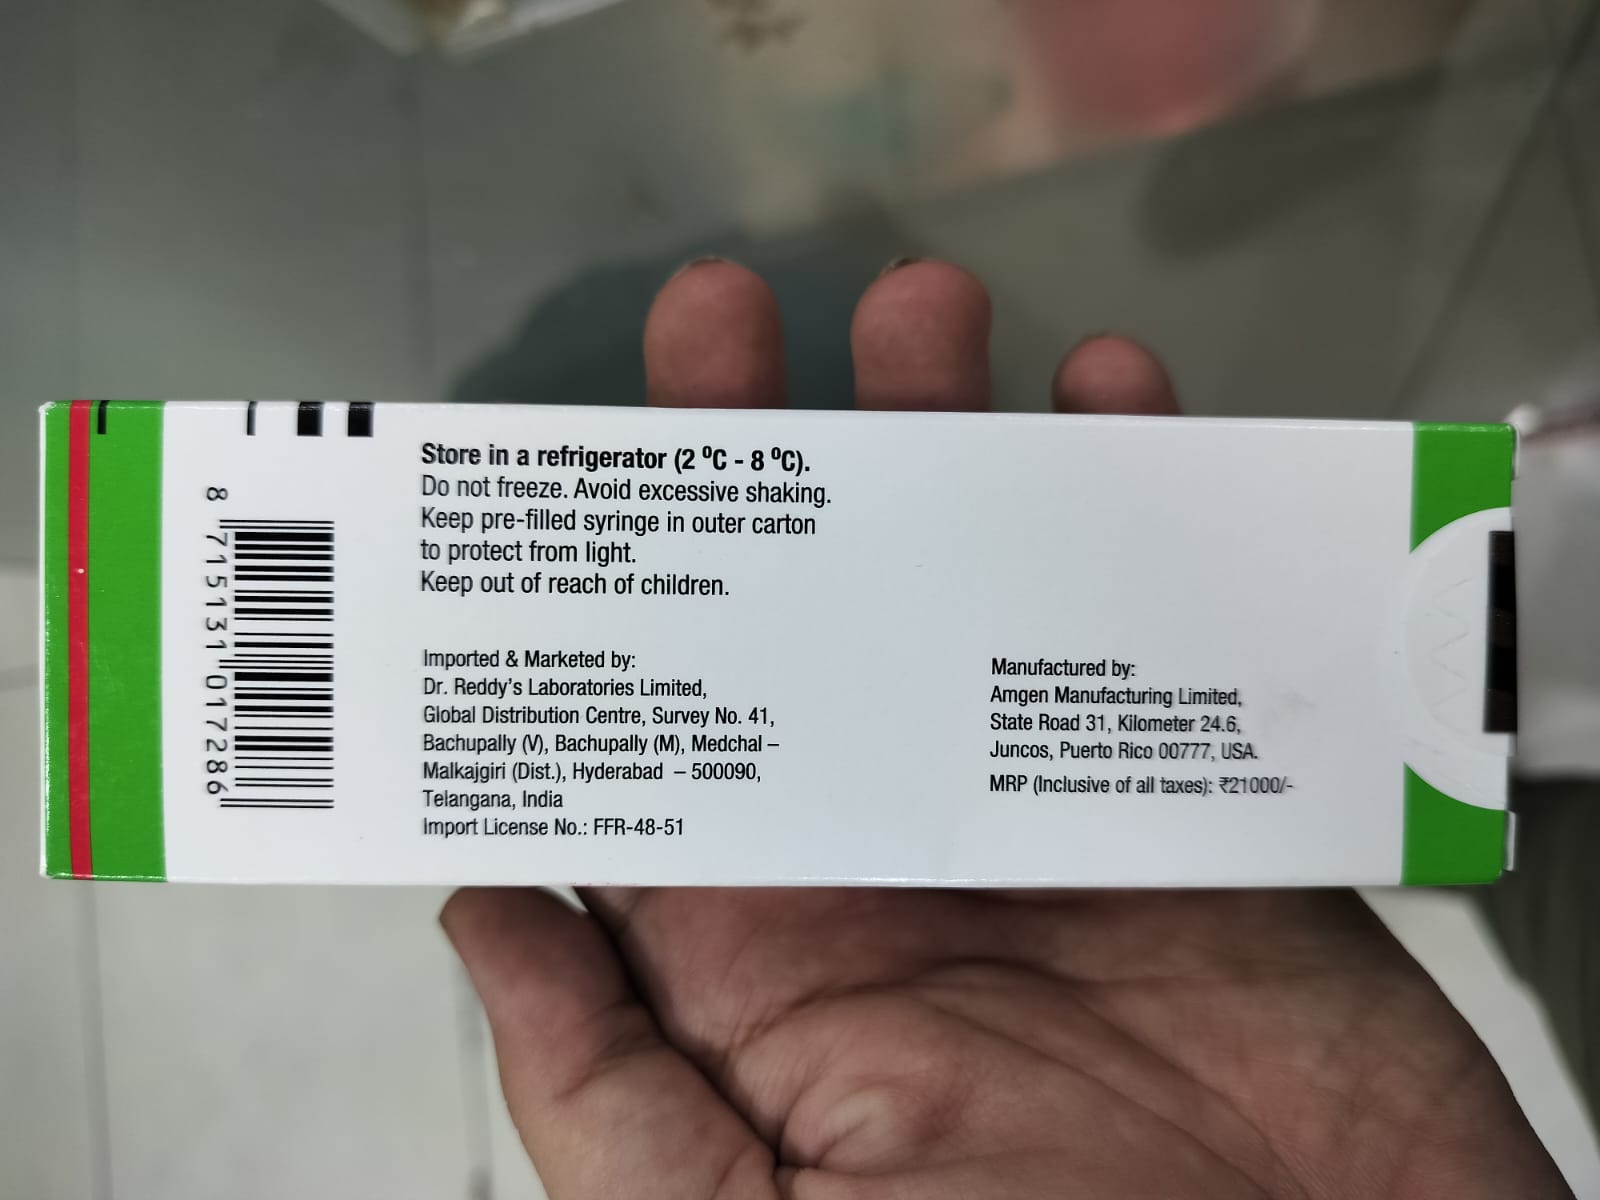 Store in a refrigerator (2 ⁰C - 8 ⁰C).
Do not freeze. Avoid excessive shaking.
Keep pre-filled syringe in outer carton
to protect from light.
Keep out of reach of children.
8 715131 017286
Imported & Marketed by:
Dr. Reddy's Laboratories Limited,
Global Distribution Centre, Survey No. 41,
Bachupally (V), Bachupally (M), Medchal –
Malkajgiri (Dist.), Hyderabad – 500090,
Telangana, India
Import License No.: FFR-48-51
Manufactured by:
Amgen Manufacturing Limited,
State Road 31, Kilometer 24.6,
Juncos, Puerto Rico 00777, USA.
MRP (Inclusive of all taxes): ₹21000/-